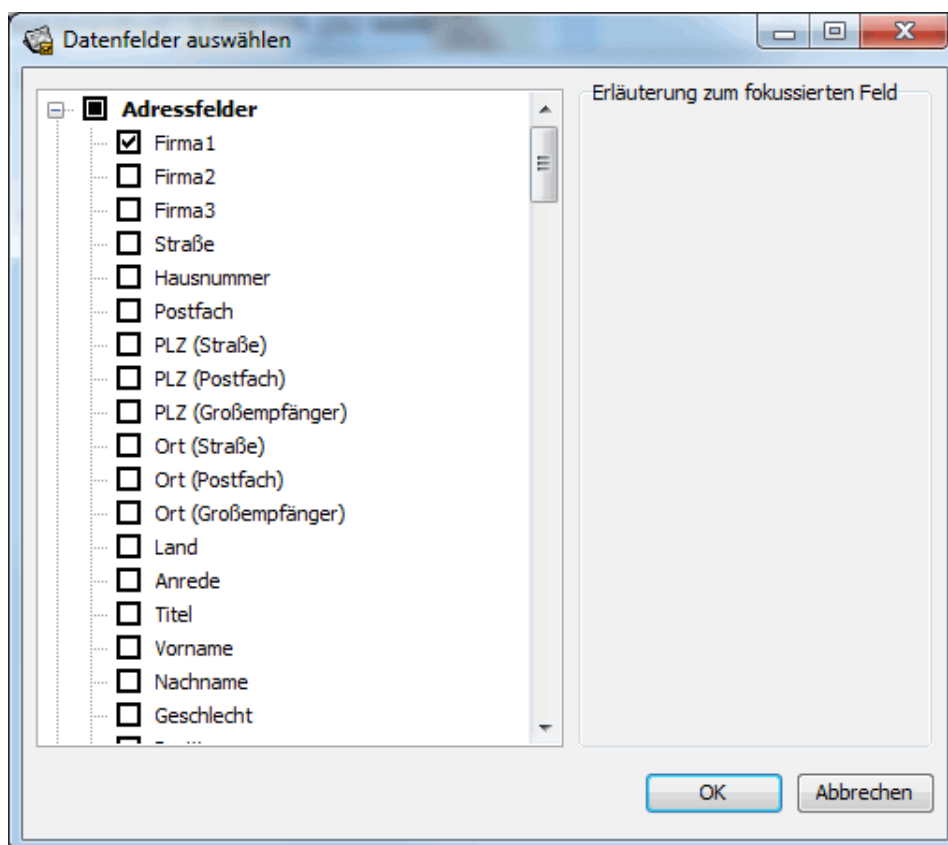 Datenfelder auswählen
Adressfelder
Erläuterung zum fokussierten Feld
Firma1
Firma2
Firma3
Straße
Hausnummer
Postfach
PLZ (Straße)
PLZ (Postfach)
PLZ (Großempfänger)
Ort (Straße)
Ort (Postfach)
Ort (Großempfänger)
Land
Anrede
Titel
Vorname
Nachname
Geschlecht
OK
Abbrechen